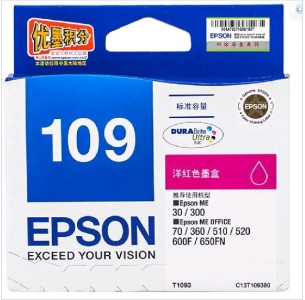 优墨积分
EPSON
标准容量
109
DURABrite
Ultra
INK
EPSON
洋红色墨盒
推荐使用机型
■Epson ME
30 / 300
■Epson ME OFFICE
70 / 360 / 510 / 520
600F / 650FN
EPSON
EXCEED YOUR VISION
T1093
C13T109380